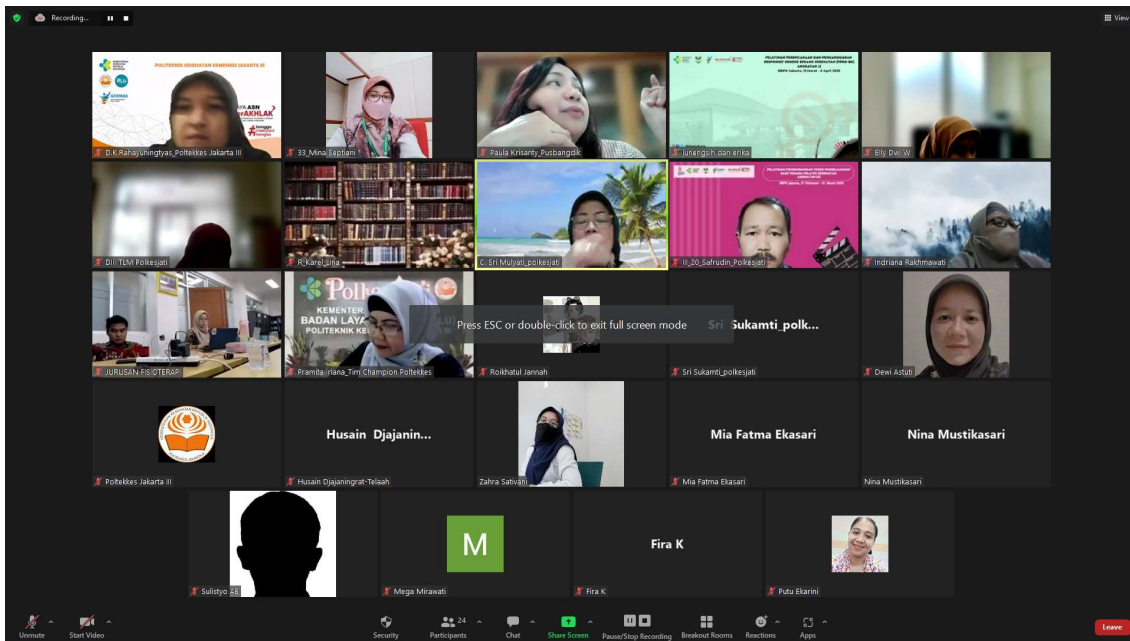 Recording...
View
POLITEKNIK KESEHATAN KEMENKES JAKARTA III
GERMAS
D.K.Rahayuningtyas_Poltekkes Jakarta III
33_Mina Septiani
Paula Krisanty_Pusbangdik
junengsih dan erika
Elly Dwi W
DIII TLM Polkesjati
R_Karel_Lina
C. Sri Mulyati_polkesjati
II_20_Safrudin_Polkesjati
Indriana Rakhmawati
KEMENTER
BADAN LAYA
POLITEKNIK KE
Press ESC or double-click to exit full screen mode
Sri Sukamti_polk...
JURUSAN FISIOTERAPI
Pramita Iriana_Tim Champion Poltekkes
Roikhatul Jannah
Sri Sukamti_polkesjati
Dewi Astuti
Husain Djajanin...
Mia Fatma Ekasari
Nina Mustikasari
Poltekkes Jakarta III
Husain Djajaningrat-Telaah
Zahra Sativani
Mia Fatma Ekasari
Nina Mustikasari
M
Fira K
Sulistyo AB
Mega Mirawati
Fira K
Putu Ekarini
Unmute
Start Video
Security
24
Participants
Chat
Share Screen
Pause/Stop Recording
Breakout Rooms
Reactions
Apps
Leave